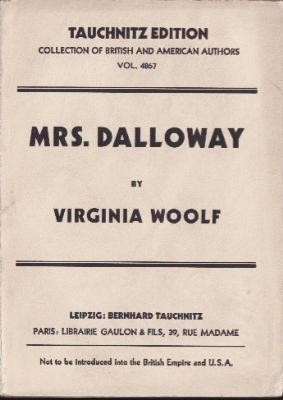 TAUCHNITZ EDITION
COLLECTION OF BRITISH AND AMERICAN AUTHORS
VOL. 4867
MRS. DALLOWAY
BY
VIRGINIA WOOLF
LEIPZIG: BERNHARD TAUCHNITZ
PARIS: LIBRAIRIE GAULON & FILS, 39, RUE MADAME
Not to be introduced into the British Empire and U.S.A.